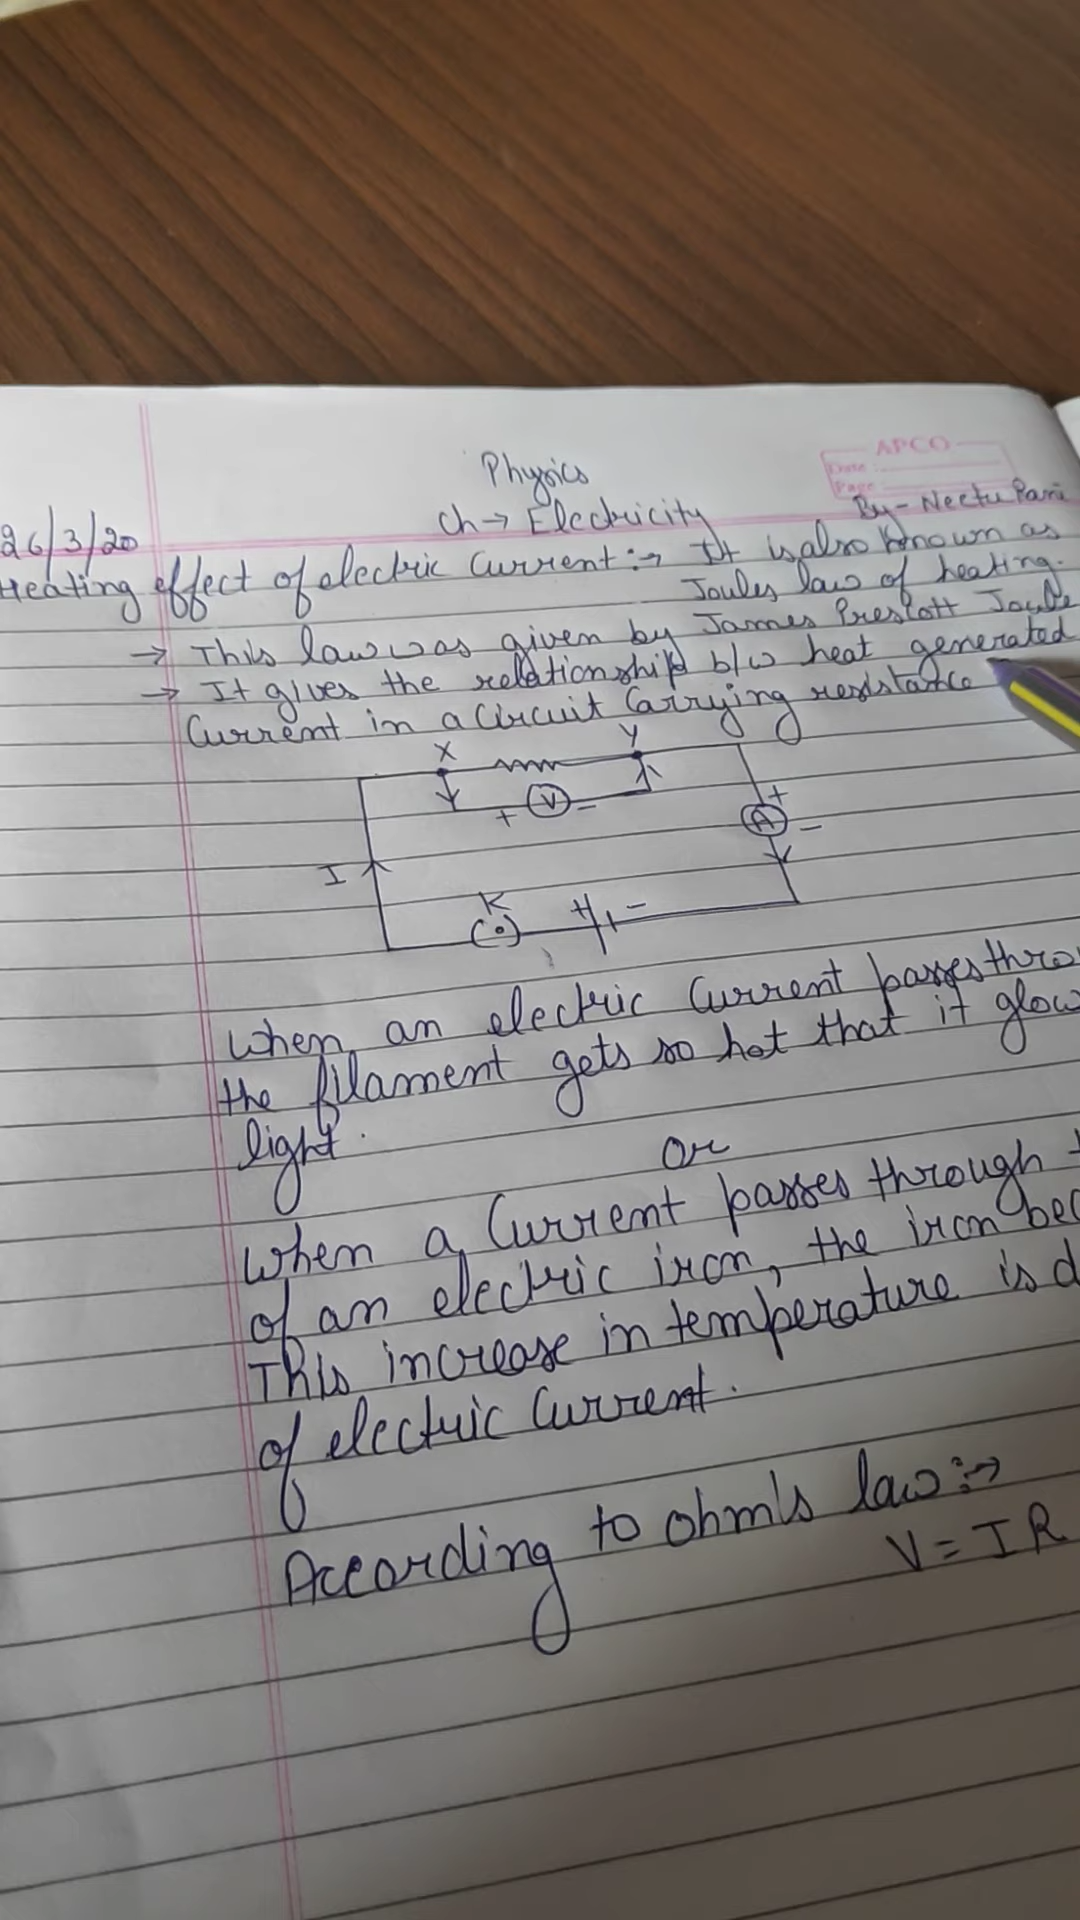 APCO
Date :
Page :
Physics
By- Neetu Rani
26/3/20
Ch→ Electricity
Heating effect of electric Current :→ It is also known as
Joules law of heating.
→ This law was given by James Prescott Joule
→ It gives the relationship b/w heat generated
Current in a Circuit Carrying resistance
X
Y
+ V -
+
A
-
I
K
+ -
When an electric Current passes thro
the filament gets so hot that it glow
light.
Or
When a Current passes through t
of an electric iron, the iron bec
This increase in temperature is d
of electric Current.
According to ohm's law :→
V = IR